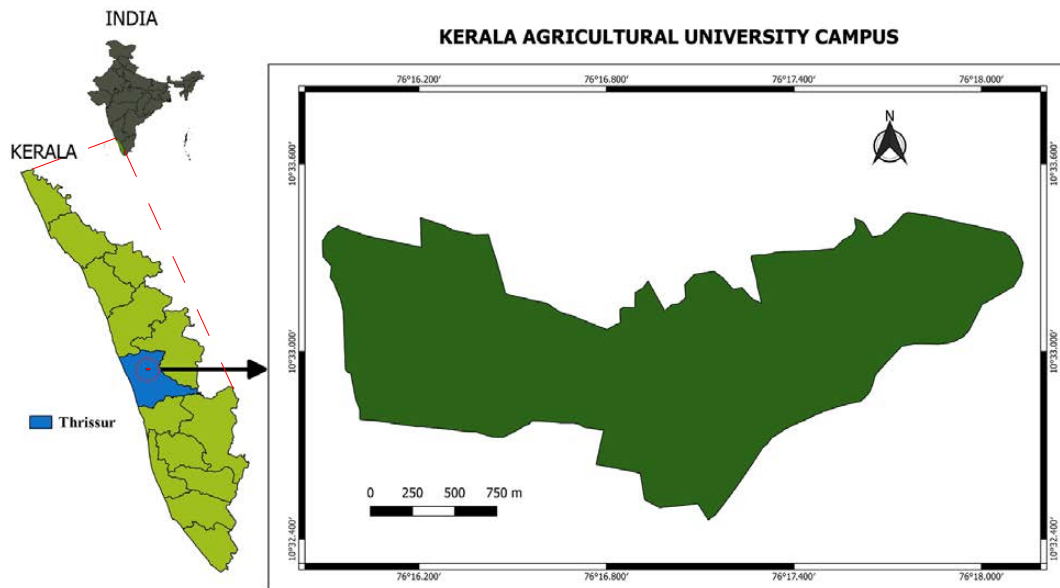 INDIA
KERALA
Thrissur
KERALA AGRICULTURAL UNIVERSITY CAMPUS
76°16.200' 76°16.800' 76°17.400' 76°18.000'
N
10°33.600' 10°33.600'
10°33.000' 10°33.000'
0 250 500 750 m
10°32.400' 10°32.400'
76°16.200' 76°16.800' 76°17.400' 76°18.000'